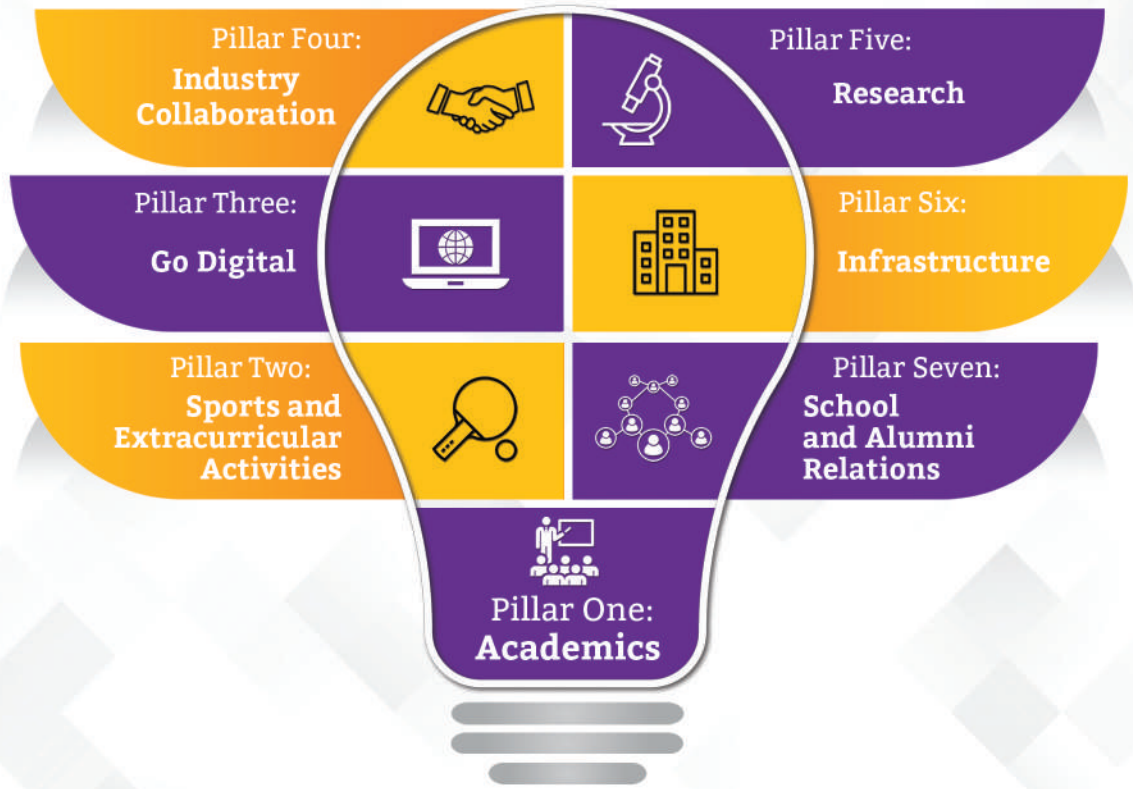 Pillar Four:
Industry
Collaboration
Pillar Five:
Research
Pillar Three:
Go Digital
Pillar Six:
Infrastructure
Pillar Two:
Sports and
Extracurricular
Activities
Pillar Seven:
School
and Alumni
Relations
Pillar One:
Academics